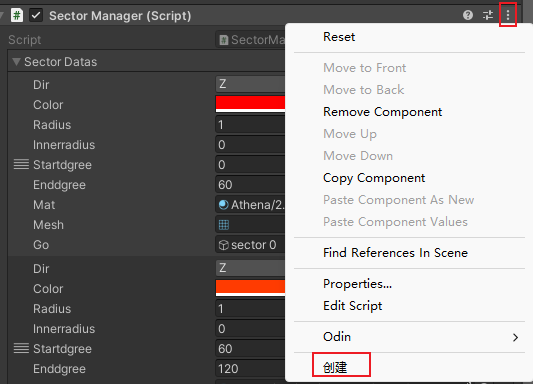 Sector Manager (Script)
Script SectorMa
Sector Datas
Dir Z
Color
Radius 1
Innerradius 0
Startdgree 0
Enddgree 60
Mat Athena/2.
Mesh
Go sector 0
Dir Z
Color
Radius 1
Innerradius 0
Startdgree 60
Enddgree 120
Reset
Move to Front
Move to Back
Remove Component
Move Up
Move Down
Copy Component
Paste Component As New
Paste Component Values
Find References In Scene
Properties...
Edit Script
Odin
创建